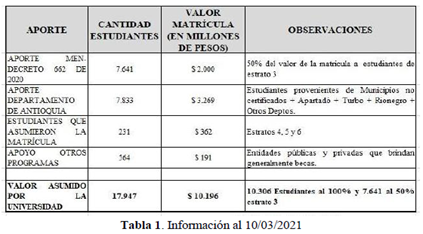 APORTE CANTIDAD ESTUDIANTES VALOR MATRÍCULA (EN MILLONES DE PESOS) OBSERVACIONES
APORTE MEN- DECRETO 662 DE 2020 7.641 $ 2.000 50% del valor de la matricula a estudiantes de estrato 3
APORTE DEPARTAMENTO DE ANTIOQUIA 7.833 $ 3.269 Estudiantes provenientes de Municipios no certificados + Apartadó + Turbo + Rionegro + Otros Deptos.
ESTUDIANTES QUE ASUMIERON LA MATRÍCULA 231 $ 362 Estratos 4, 5 y 6
APOYO OTROS PROGRAMAS 564 $ 191 Entidades públicas y privadas que brindan generalmente becas.
VALOR ASUMIDO POR LA UNIVERSIDAD 17.947 $ 10.196 10.306 Estudiantes al 100% y 7.641 al 50% estrato 3
Tabla 1. Información al 10/03/2021